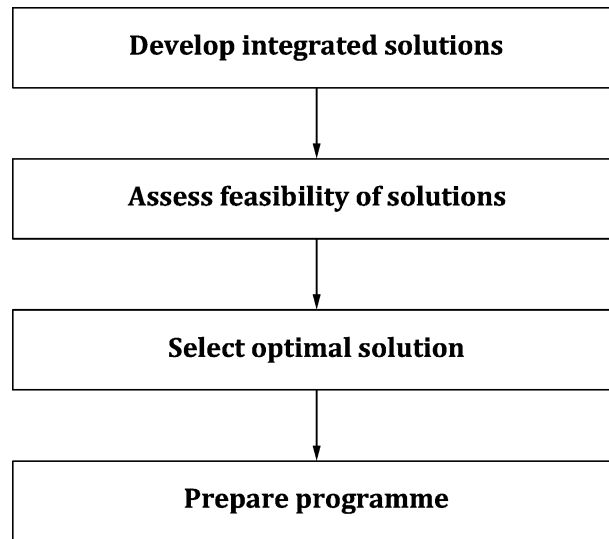 Develop integrated solutions
Assess feasibility of solutions
Select optimal solution
Prepare programme